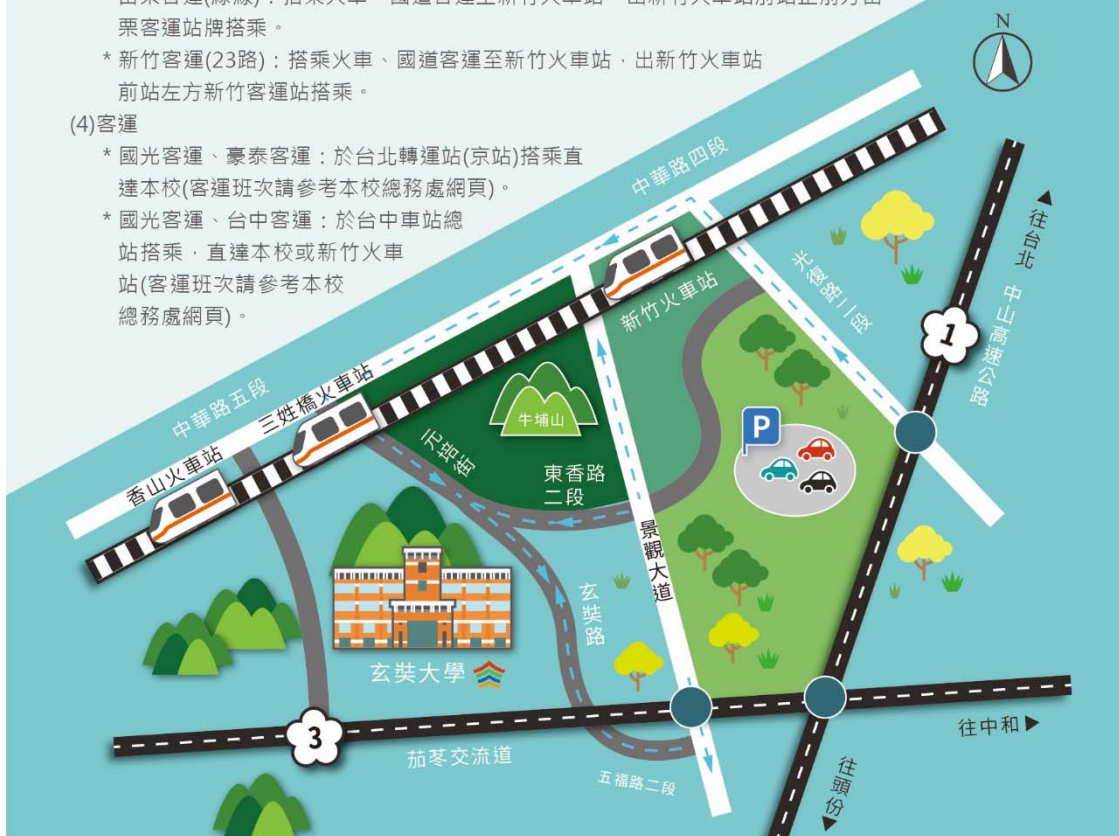 栗客運站牌搭乘。
* 新竹客運(23路)：搭乘火車、國道客運至新竹火車站，出新竹火車站
前站左方新竹客運站搭乘。
(4)客運
* 國光客運、豪泰客運：於台北轉運站(京站)搭乘直
達本校(客運班次請參考本校總務處網頁)。
* 國光客運、台中客運：於台中車站總
站搭乘，直達本校或新竹火車
站(客運班次請參考本校
總務處網頁)。
N
中華路四段
◀往台北
中山高速公路
1
光復路二段
新竹火車站
中華路五段
三姓橋火車站
香山火車站
牛埔山
P
元培街
東香路
二段
景觀大道
玄奘路
玄奘大學
3
茄苳交流道
五福路二段
往中和▶
往頭份▶